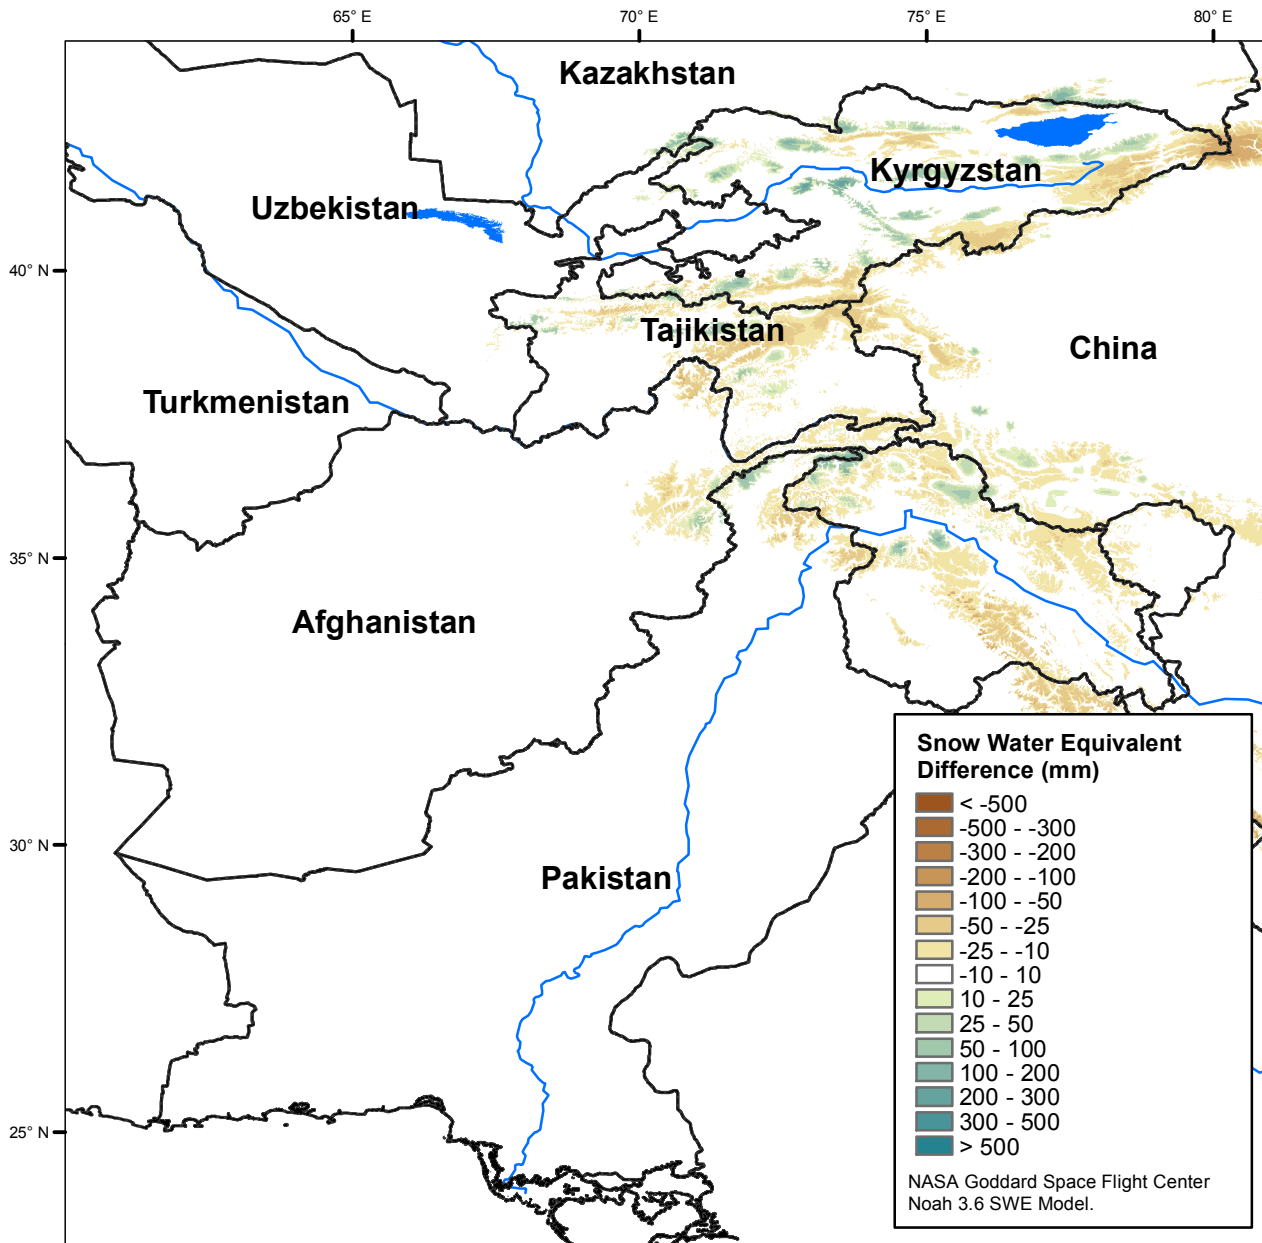 65° E
70° E
75° E
80° E
Kazakhstan
Kyrgyzstan
Uzbekistan
40° N
Tajikistan
China
Turkmenistan
35° N
Afghanistan
30° N
Pakistan
25° N
Snow Water Equivalent
Difference (mm)
< -500
-500 - -300
-300 - -200
-200 - -100
-100 - -50
-50 - -25
-25 - -10
-10 - 10
10 - 25
25 - 50
50 - 100
100 - 200
200 - 300
300 - 500
> 500
NASA Goddard Space Flight Center
Noah 3.6 SWE Model.